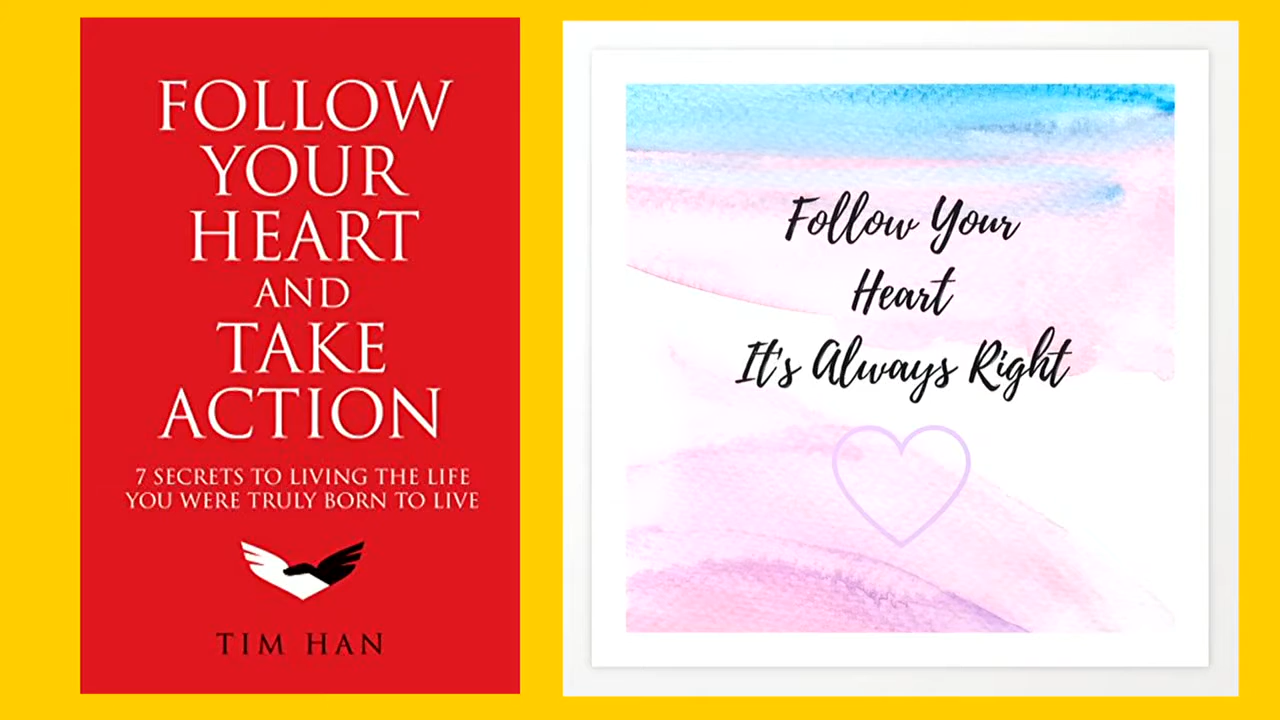 FOLLOW
YOUR
HEART
AND
TAKE
ACTION
7 SECRETS TO LIVING THE LIFE
YOU WERE TRULY BORN TO LIVE
TIM HAN
Follow Your
Heart
It's Always Right